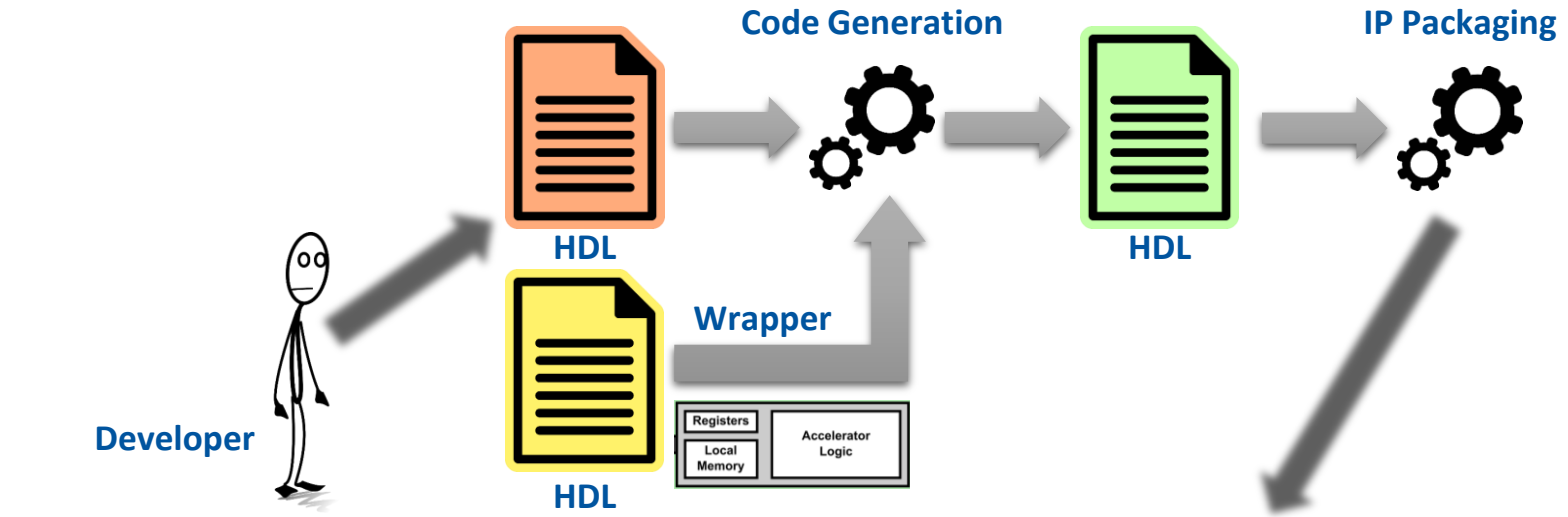 Code Generation
IP Packaging
HDL
HDL
Wrapper
Developer
Registers
Local
Memory
Accelerator
Logic
HDL